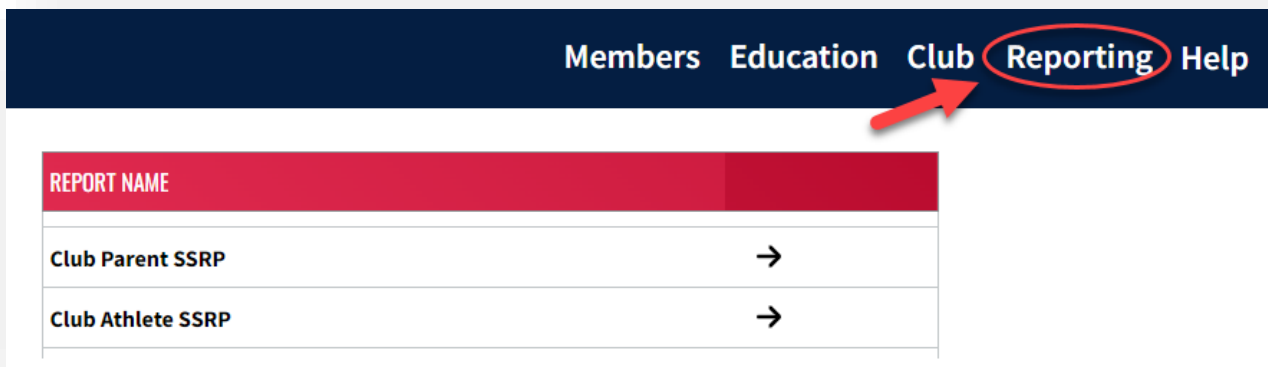 Members Education Club Reporting Help
REPORT NAME
Club Parent SSRP
Club Athlete SSRP